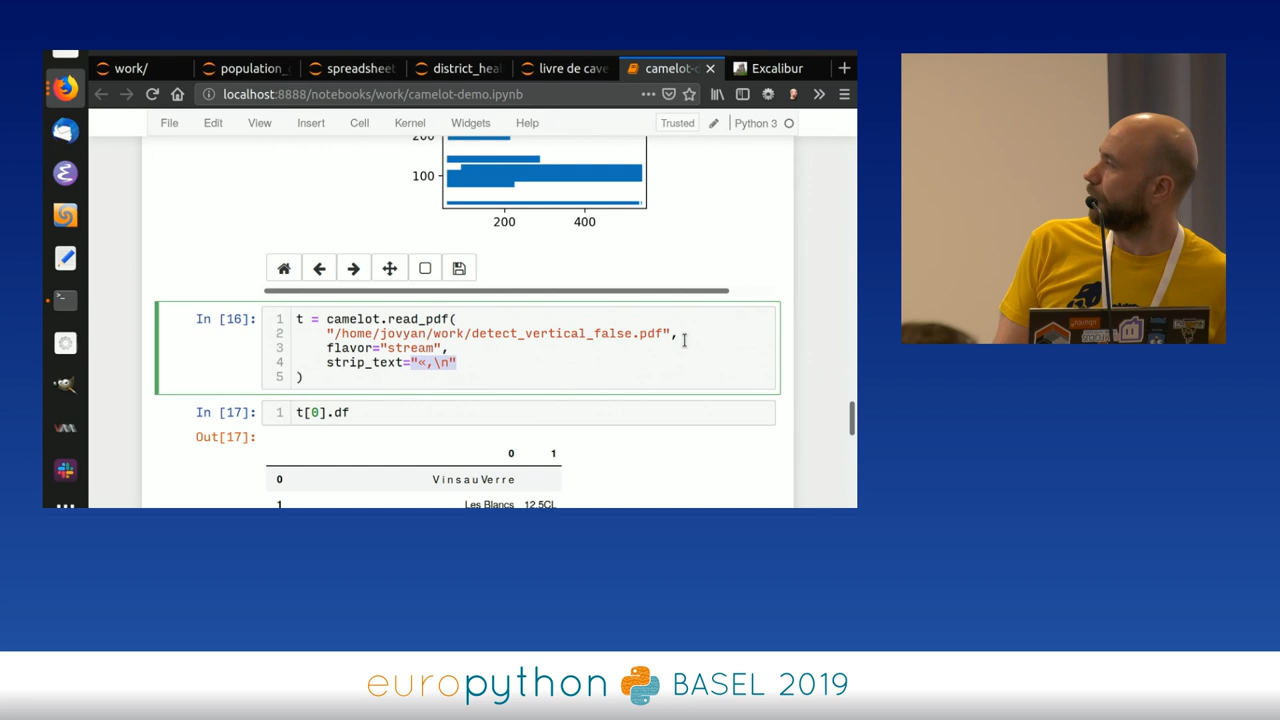 work/
population_
spreadsheet
district_heal
livre de cave
camelot-d
Excalibur
localhost:8888/notebooks/work/camelot-demo.ipynb
File Edit View Insert Cell Kernel Widgets Help Trusted Python 3
200
100
200 400
In [16]:
1 t = camelot.read_pdf(
2 "/home/jovyan/work/detect_vertical_false.pdf",
3 flavor="stream",
4 strip_text="«,\n"
5 )
In [17]: 1 t[0].df
Out[17]:
0 1
0 VinsauVerre
1 Les Blancs 12.5CL
europython BASEL 2019